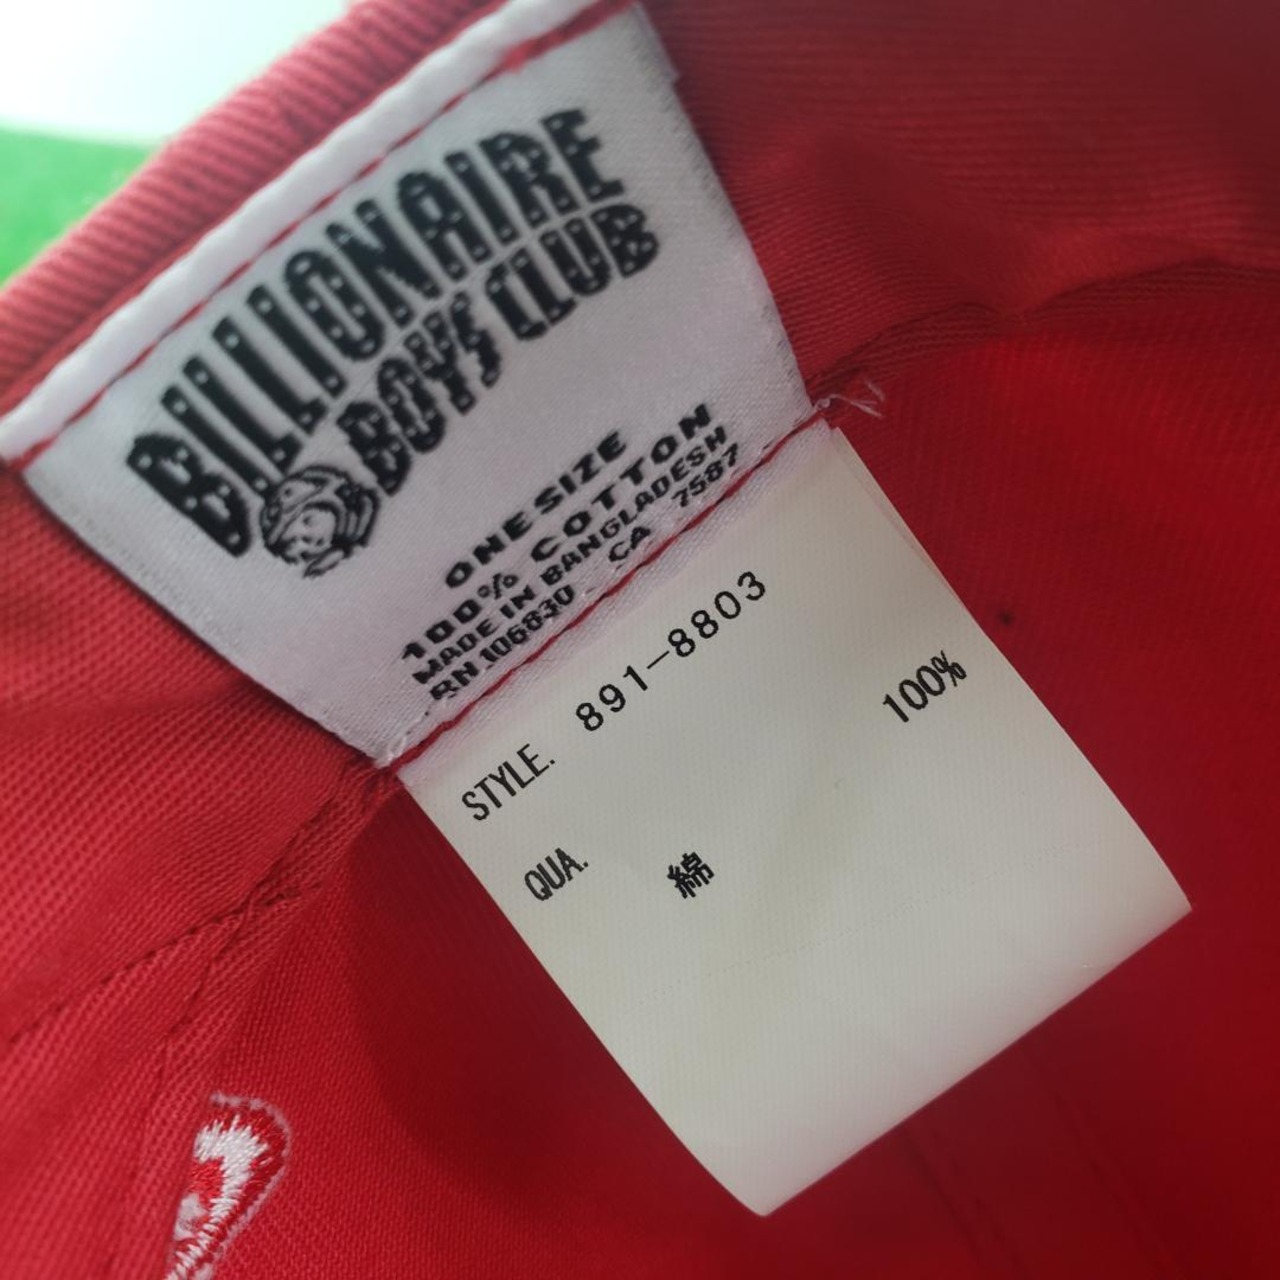 BILLIONAIRE
BOYS CLUB
ONE SIZE
100% COTTON
MADE IN BANGLADESH
RN 106830 CA 7587
STYLE. 891-8803
QUA. 綿 100%